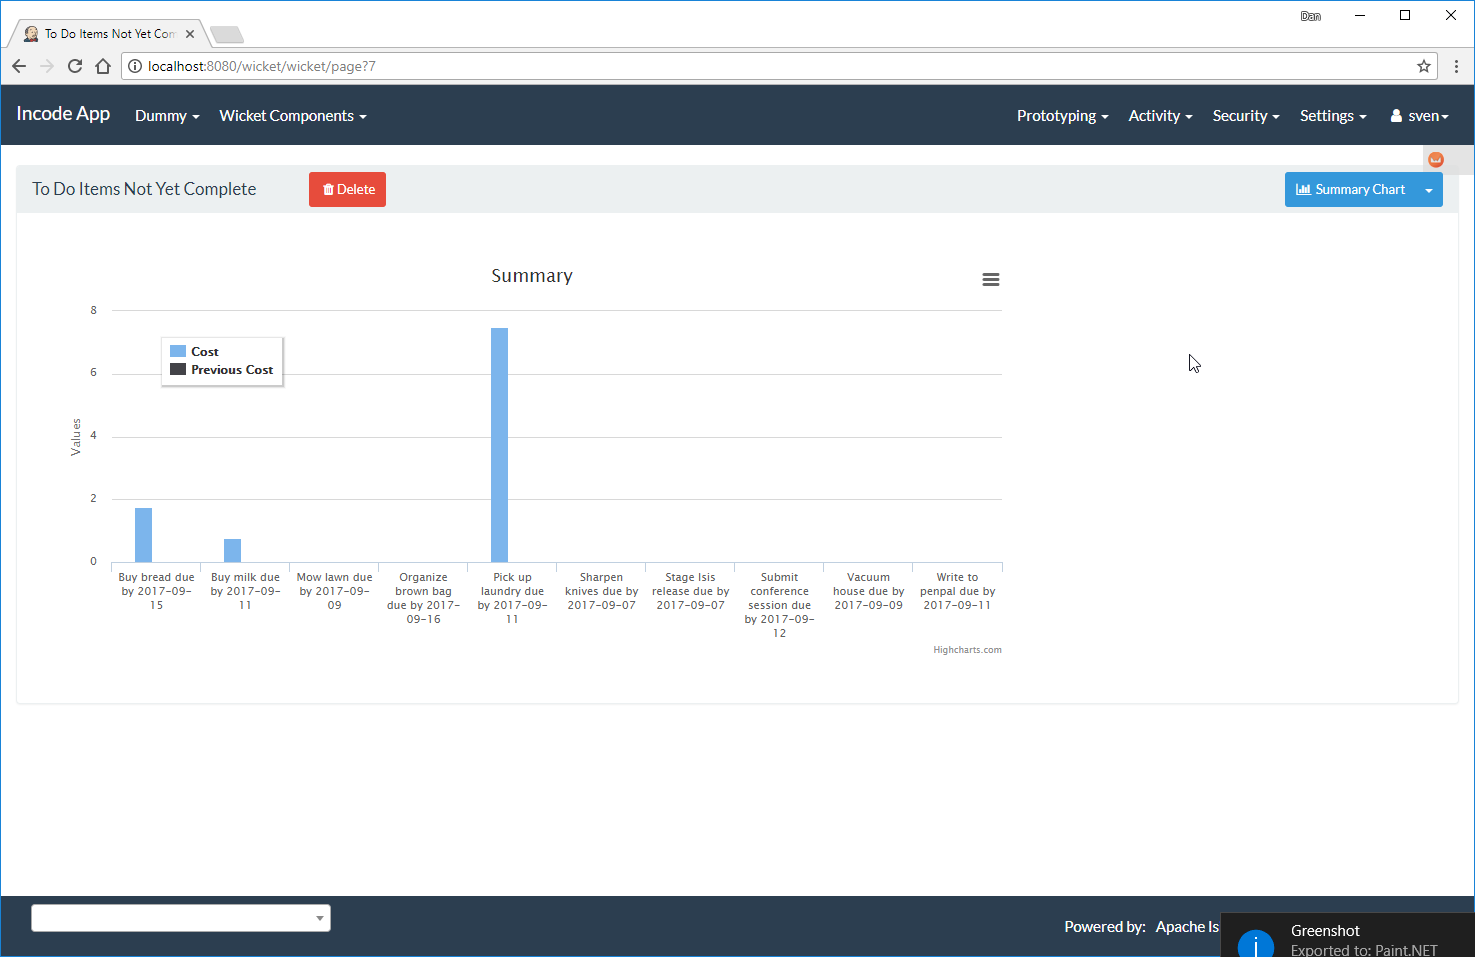 Dan
To Do Items Not Yet Com
localhost:8080/wicket/wicket/page?7
Incode App Dummy Wicket Components Prototyping Activity Security Settings sven
To Do Items Not Yet Complete Delete Summary Chart
Summary
8
6
4
2
0
Values
Cost
Previous Cost
Buy bread due
by 2017-09-
15
Buy milk due
by 2017-09-
11
Mow lawn due
by 2017-09-
09
Organize
brown bag
due by 2017-
09-16
Pick up
laundry due
by 2017-09-
11
Sharpen
knives due by
2017-09-07
Stage Isis
release due by
2017-09-07
Submit
conference
session due
by 2017-09-
12
Vacuum
house due by
2017-09-09
Write to
penpal due by
2017-09-11
Highcharts.com
Powered by: Apache Is
Greenshot
Exported to: Paint.NET